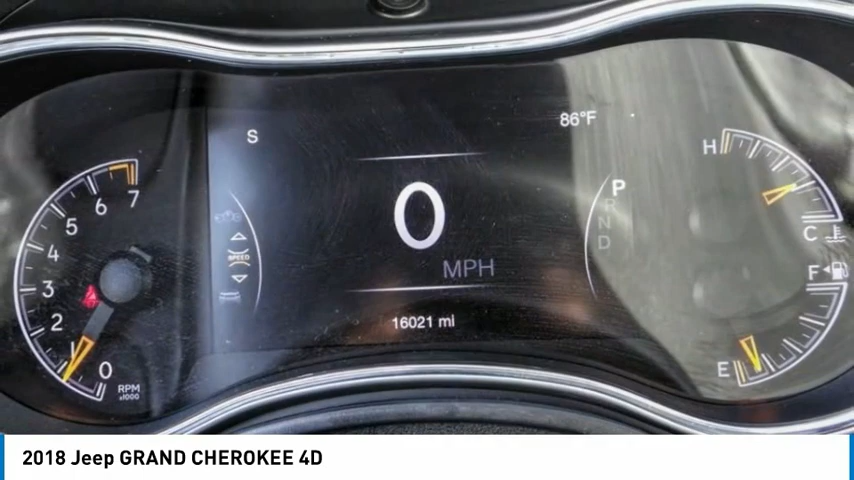 S
86°F
H
7
6
5
4
3
2
1
0
RPM
x1000
SPEED
0
MPH
P
R
N
D
C
F
E
16021 mi
2018 Jeep GRAND CHEROKEE 4D